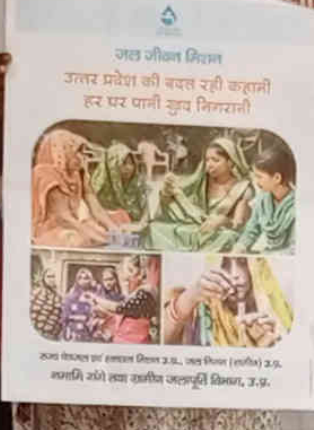 जल जीवन मिशन
उत्तर प्रदेश की बदल रही कहानी
हर घर पानी खुद निगरानी
राज्य पेयजल एवं स्वच्छता मिशन उ.प्र., जल निगम (ग्रामीण) उ.प्र.
नमामि गंगे तथा ग्रामीण जलापूर्ति विभाग, उ.प्र.